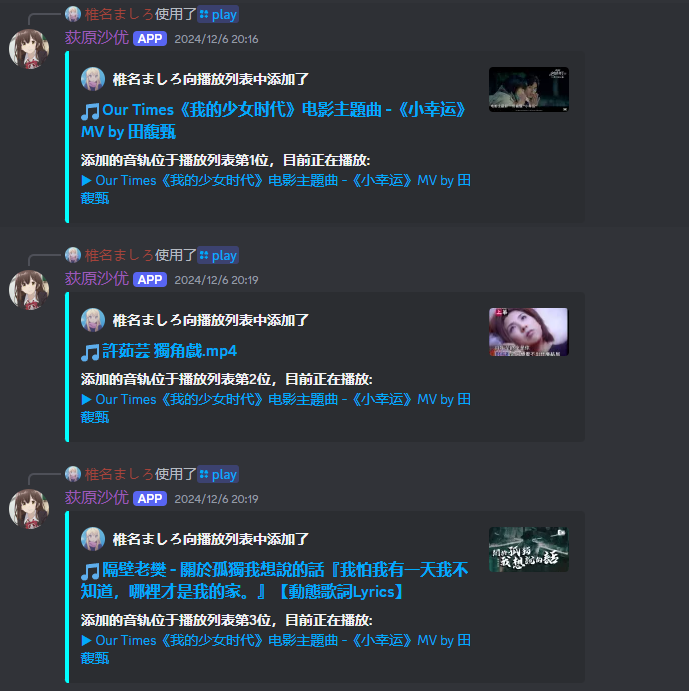 椎名ましろ使用了 play
荻原沙优 APP 2024/12/6 20:16
椎名ましろ向播放列表中添加了
🎵Our Times《我的少女时代》电影主題曲 -《小幸运》
MV by 田馥甄
添加的音轨位于播放列表第1位，目前正在播放:
▶ Our Times《我的少女时代》电影主題曲 -《小幸运》MV by 田
馥甄
椎名ましろ使用了 play
荻原沙优 APP 2024/12/6 20:19
椎名ましろ向播放列表中添加了
🎵許茹芸 獨角戲.mp4
上華
添加的音轨位于播放列表第2位，目前正在播放:
▶ Our Times《我的少女时代》电影主題曲 -《小幸运》MV by 田
馥甄
椎名ましろ使用了 play
荻原沙优 APP 2024/12/6 20:19
椎名ましろ向播放列表中添加了
🎵隔壁老樊 - 關於孤獨我想說的話『我怕我有一天我不
知道，哪裡才是我的家。』【動態歌詞Lyrics】
關於孤獨
我想說的話
添加的音轨位于播放列表第3位，目前正在播放:
▶ Our Times《我的少女时代》电影主題曲 -《小幸运》MV by 田
馥甄